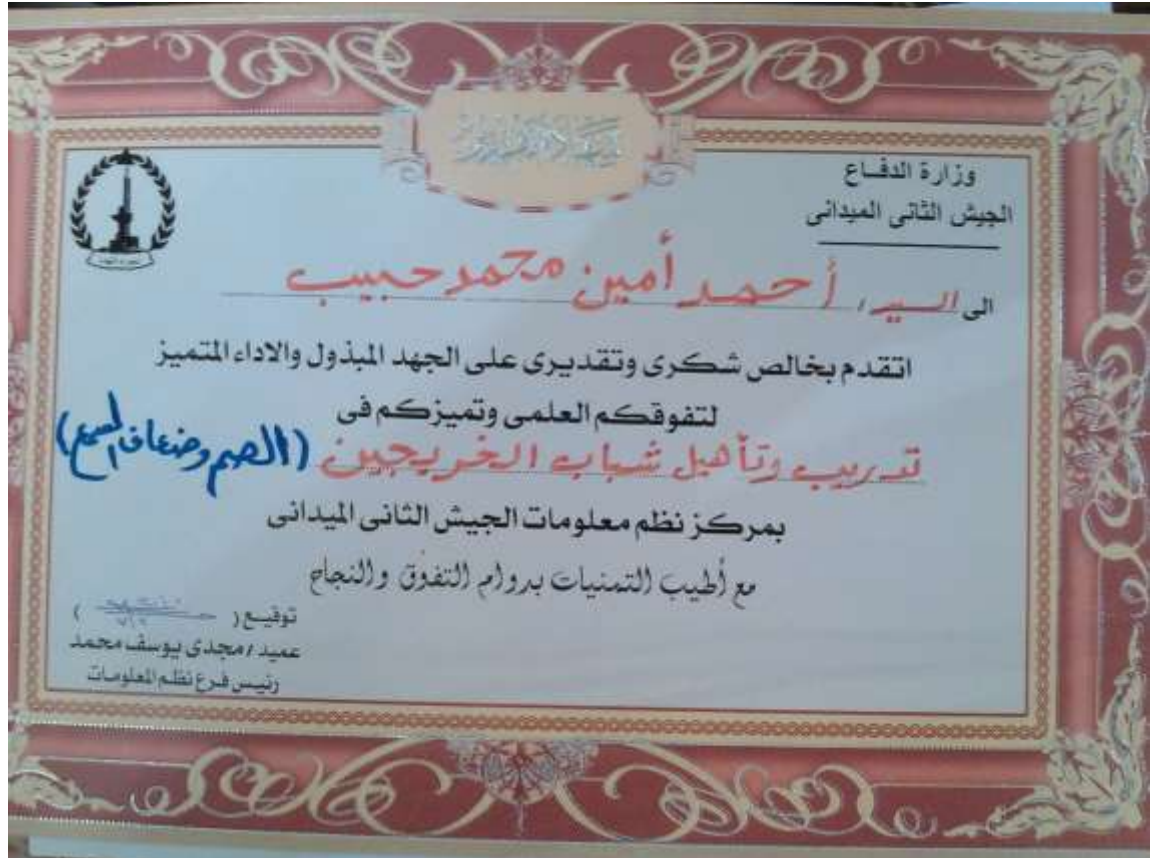 وزارة الدفاع
الجيش الثانى الميدانى
الى السيد / أحمد أمين محمد حبيب
اتقدم بخالص شكرى وتقديرى على الجهد المبذول والاداء المتميز
لتفوقكم العلمى وتميزكم فى
تدريب وتأهيل شباب الخريجين (الصم وضعاف السمع)
بمركز نظم معلومات الجيش الثانى الميدانى
مع أطيب التمنيات بدوام التفوق والنجاح
توقيع ( )
عميد / مجدى يوسف محمد
رئيس فرع نظم المعلومات